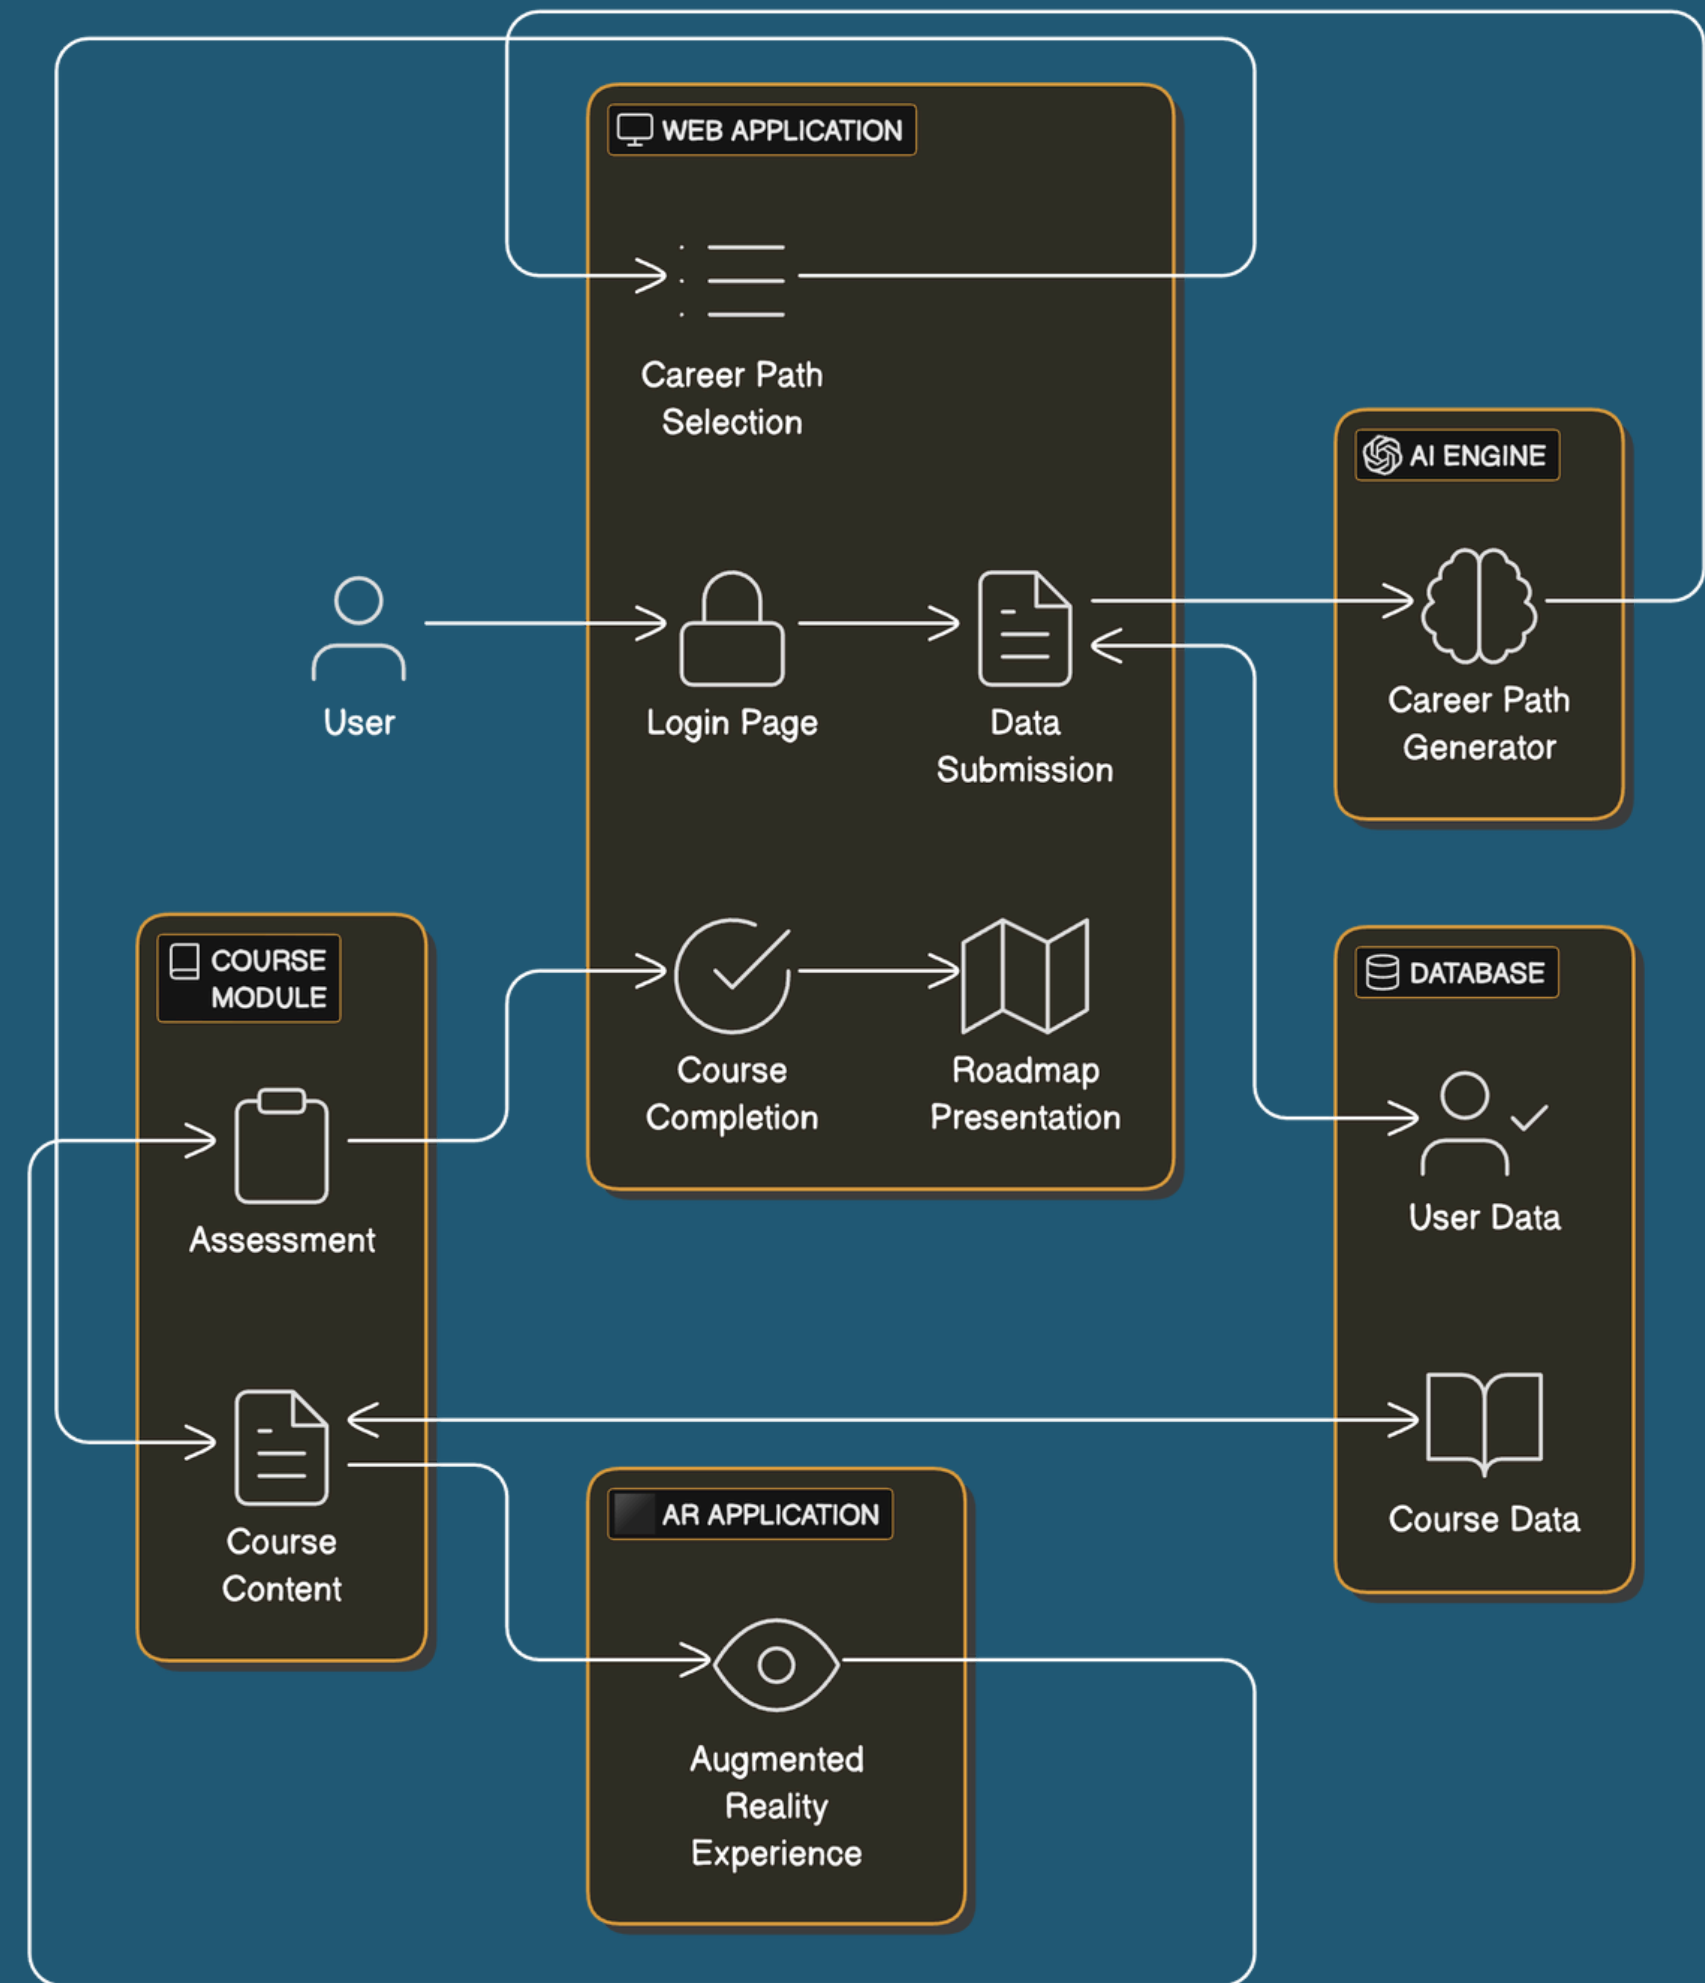 WEB APPLICATION
Career Path
Selection
AI ENGINE
Career Path
Generator
User
Login Page
Data
Submission
COURSE
MODULE
Assessment
Course
Content
Course
Completion
Roadmap
Presentation
DATABASE
User Data
Course Data
AR APPLICATION
Augmented
Reality
Experience